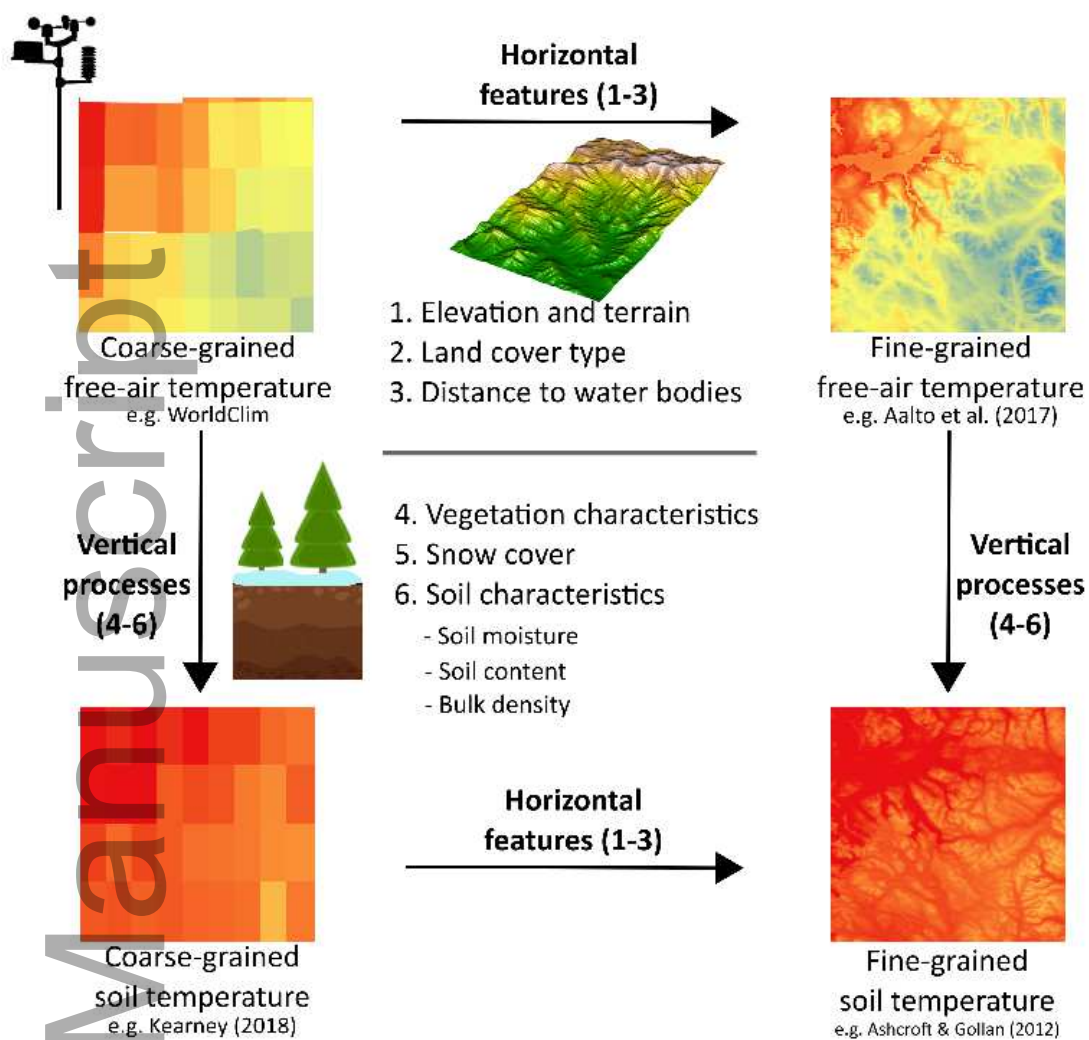 Horizontal
features (1-3)
Coarse-grained
free-air temperature
e.g. WorldClim
1. Elevation and terrain
2. Land cover type
3. Distance to water bodies
Fine-grained
free-air temperature
e.g. Aalto et al. (2017)
Vertical
processes
(4-6)
4. Vegetation characteristics
5. Snow cover
6. Soil characteristics
- Soil moisture
- Soil content
- Bulk density
Vertical
processes
(4-6)
Horizontal
features (1-3)
Coarse-grained
soil temperature
e.g. Kearney (2018)
Fine-grained
soil temperature
e.g. Ashcroft & Gollan (2012)
Manuscript